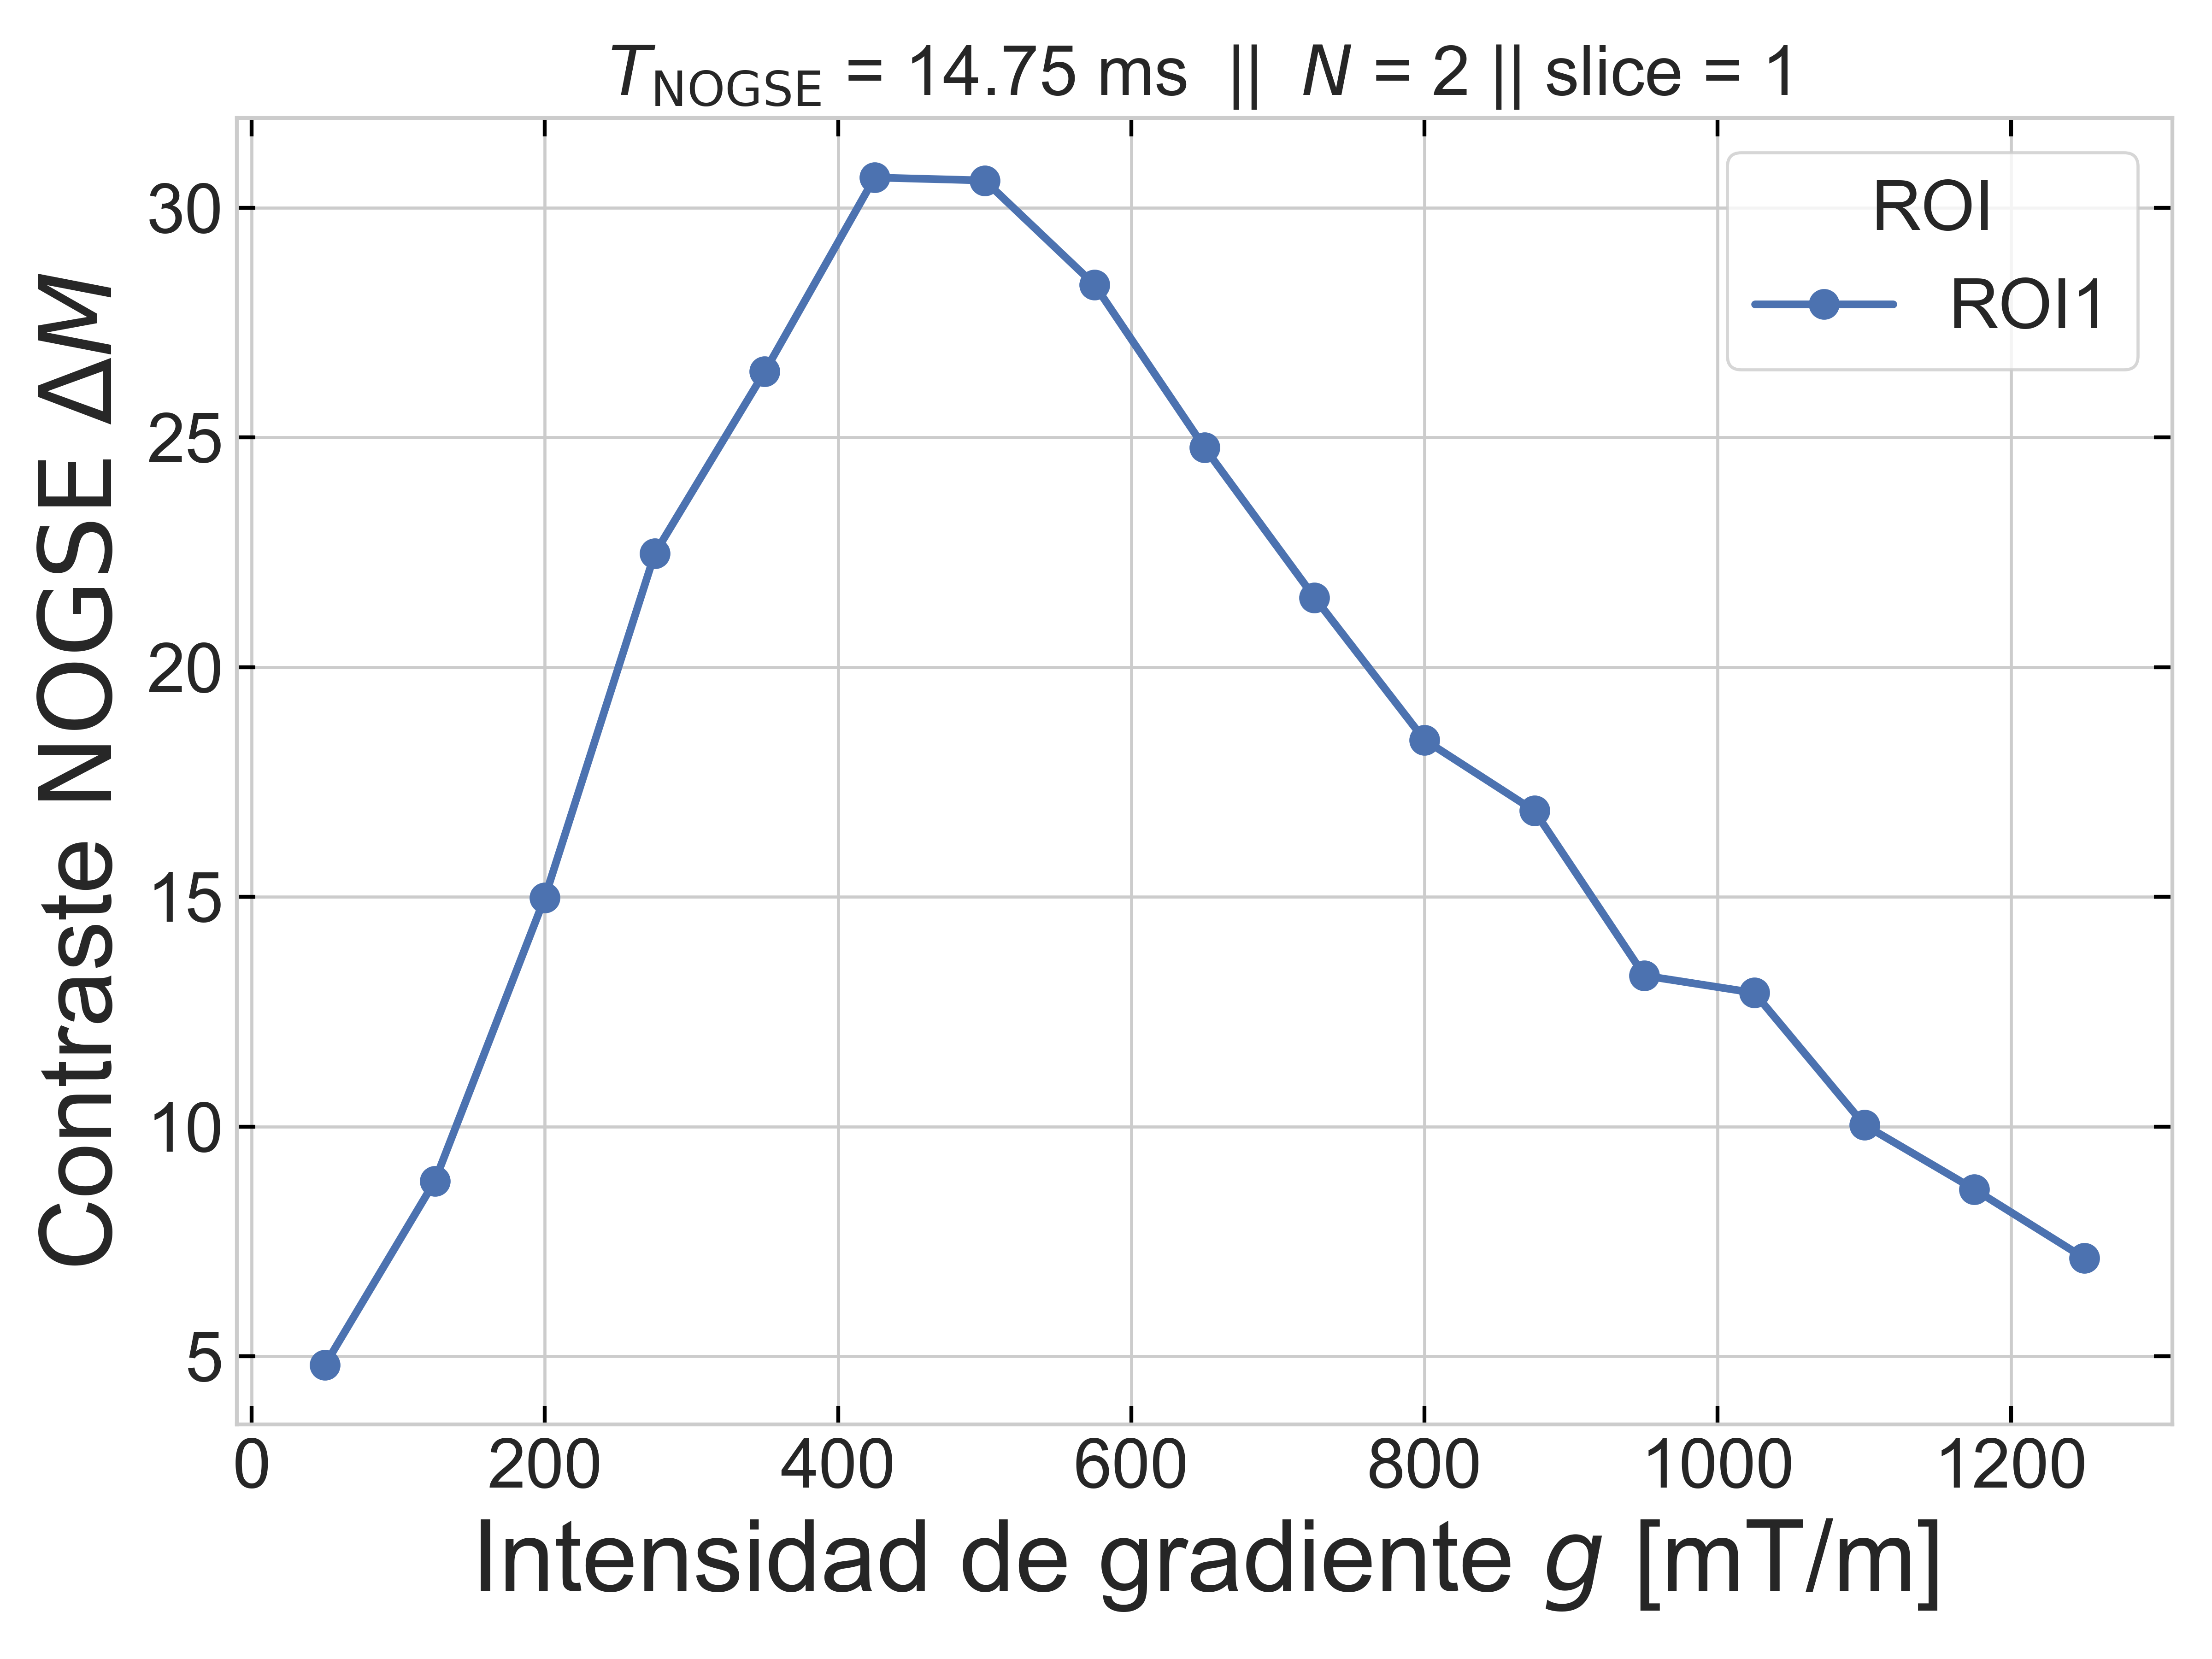 T_NOGSE = 14.75 ms || N = 2 || slice = 1
Contraste NOGSE ΔM
30
25
20
15
10
5
ROI
ROI1
0 200 400 600 800 1000 1200
Intensidad de gradiente g [mT/m]